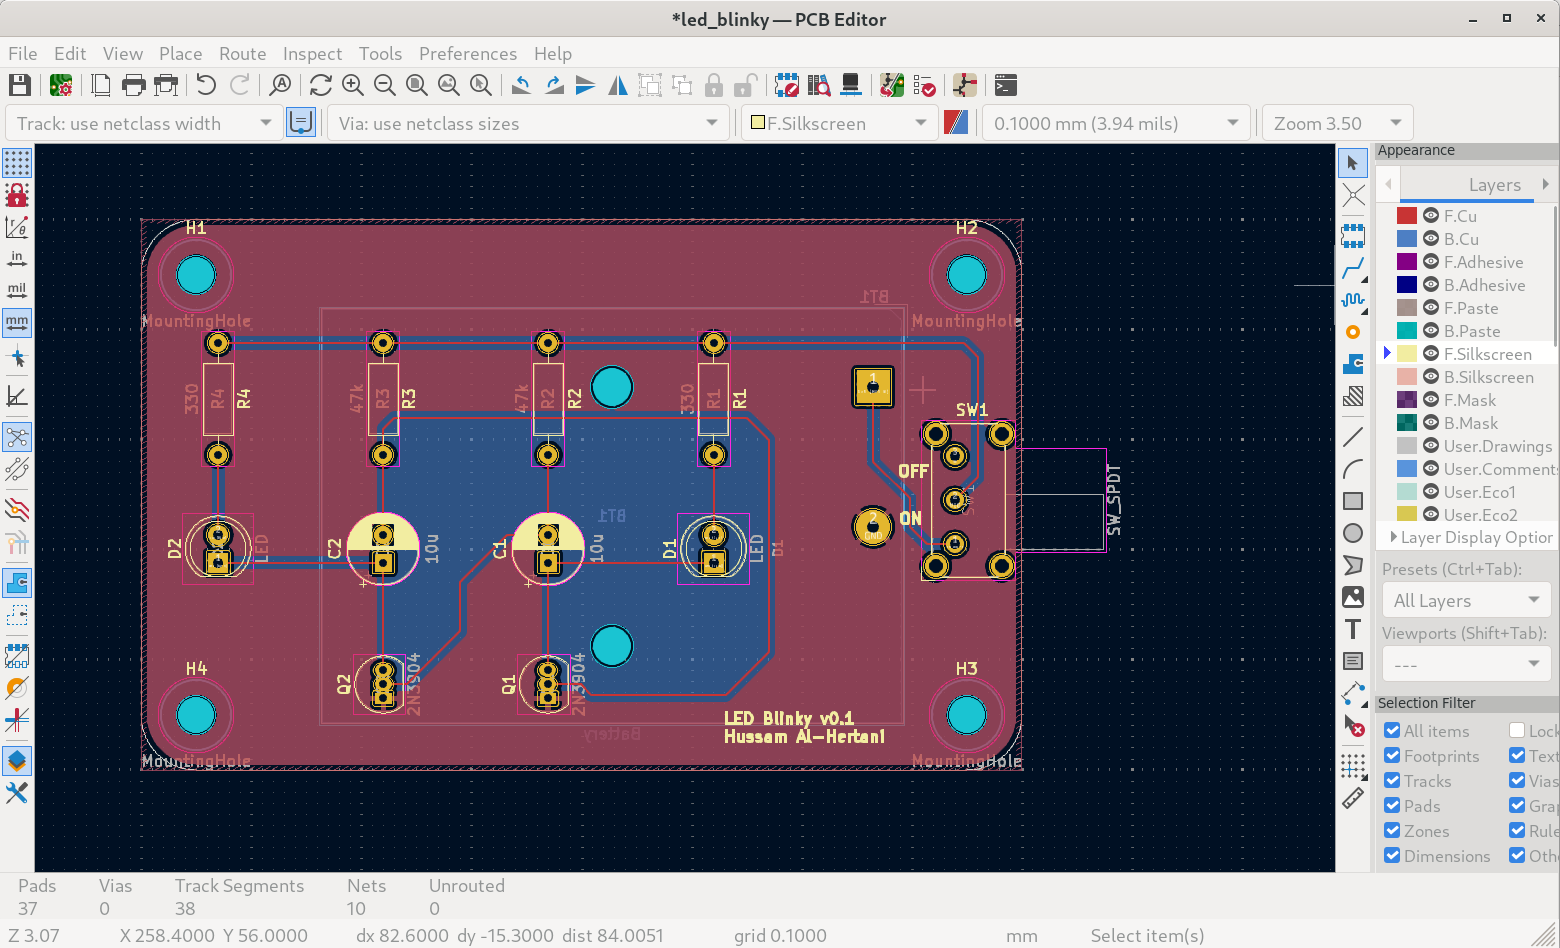 *led_blinky — PCB Editor
File Edit View Place Route Inspect Tools Preferences Help
Track: use netclass width
Via: use netclass sizes
F.Silkscreen
0.1000 mm (3.94 mils)
Zoom 3.50
in
mil
mm
H1
H2
MountingHole
MountingHole
BT1
330
R4
R4
47k
R3
R3
47k
R2
R2
330
R1
R1
1
SW1
OFF
ON
2
GND
SW_SPDT
BT1
D2
LED
C2
10u
C1
10u
D1
LED
D1
+
+
Q2
2N3904
Q1
2N3904
H4
H3
LED Blinky v0.1
Hussam Al-Hertani
Battery
MountingHole
MountingHole
Appearance
Layers
F.Cu
B.Cu
F.Adhesive
B.Adhesive
F.Paste
B.Paste
F.Silkscreen
B.Silkscreen
F.Mask
B.Mask
User.Drawings
User.Comments
User.Eco1
User.Eco2
Layer Display Option
Presets (Ctrl+Tab):
All Layers
Viewports (Shift+Tab):
---
Selection Filter
All items Lock
Footprints Text
Tracks Vias
Pads Grap
Zones Rule
Dimensions Othe
Pads Vias Track Segments Nets Unrouted
37 0 38 10 0
Z 3.07 X 258.4000 Y 56.0000 dx 82.6000 dy -15.3000 dist 84.0051 grid 0.1000 mm Select item(s)